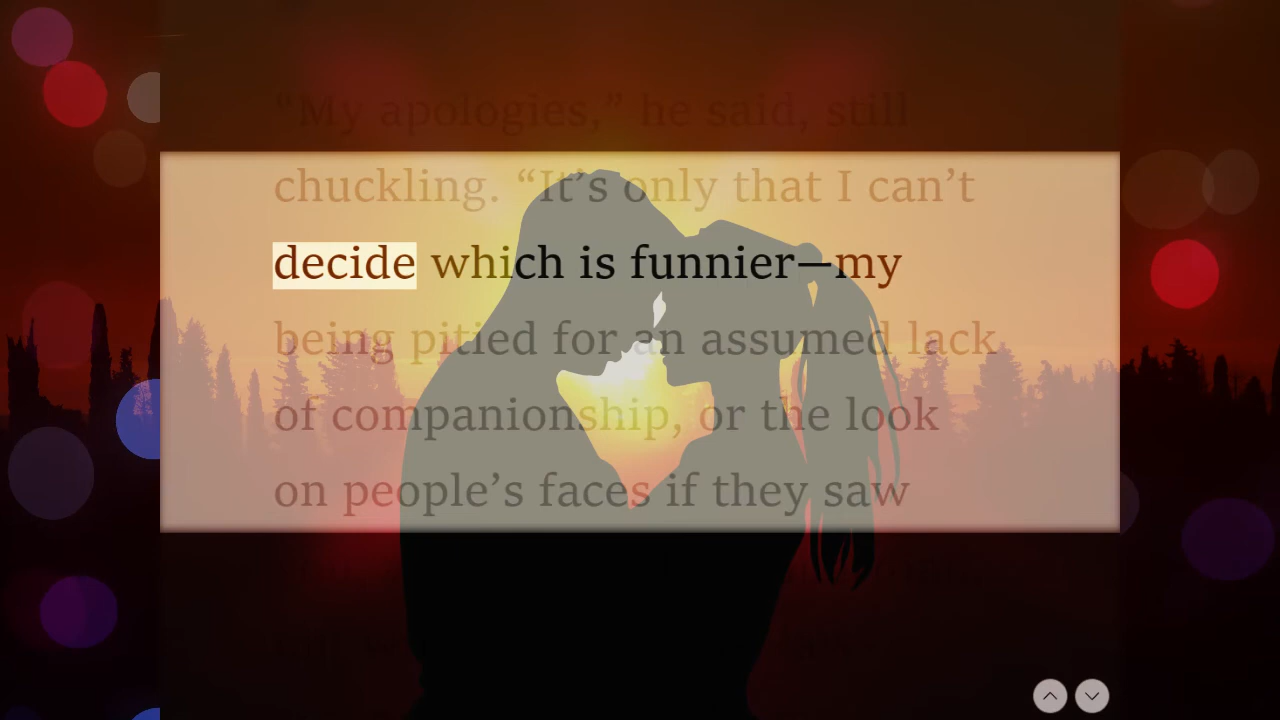 “My apologies,” he said, still
chuckling. “It’s only that I can’t
decide which is funnier—my
being pitied for an assumed lack
of companionship, or the look
on people’s faces if they saw